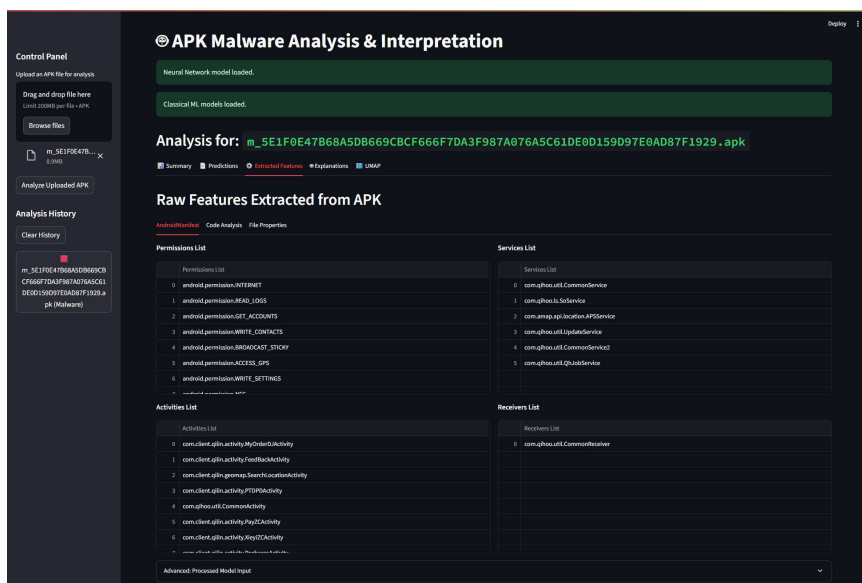 Deploy
Control Panel
Upload an APK file for analysis
Drag and drop file here
Limit 200MB per file • APK
Browse files
m_5E1F0E47B...
8.9MB
Analyze Uploaded APK
Analysis History
Clear History
m_5E1F0E47B68A5DB669CB
CF666F7DA3F987A076A5C61
DE0D159D97E0AD87F1929.a
pk (Malware)
APK Malware Analysis & Interpretation
Neural Network model loaded.
Classical ML models loaded.
Analysis for: m_5E1F0E47B68A5DB669CBCF666F7DA3F987A076A5C61DE0D159D97E0AD87F1929.apk
Summary Predictions Extracted Features Explanations UMAP
Raw Features Extracted from APK
AndroidManifest Code Analysis File Properties
Permissions List
Permissions List
0 android.permission.INTERNET
1 android.permission.READ_LOGS
2 android.permission.GET_ACCOUNTS
3 android.permission.WRITE_CONTACTS
4 android.permission.BROADCAST_STICKY
5 android.permission.ACCESS_GPS
6 android.permission.WRITE_SETTINGS
Services List
Services List
0 com.qihoo.util.CommonService
1 com.qihoo.ls.SoService
2 com.amap.api.location.APSService
3 com.qihoo.util.UpdateService
4 com.qihoo.util.CommonService2
5 com.qihoo.util.QhJobService
Activities List
Activities List
0 com.client.qilin.activity.MyOrderDJActivity
1 com.client.qilin.activity.FeedBackActivity
2 com.client.qilin.geomap.SearchLocationActivity
3 com.client.qilin.activity.PTDPDActivity
4 com.qihoo.util.CommonActivity
5 com.client.qilin.activity.PayZCActivity
6 com.client.qilin.activity.XieyiZCActivity
Receivers List
Receivers List
0 com.qihoo.util.CommonReceiver
Advanced: Processed Model Input